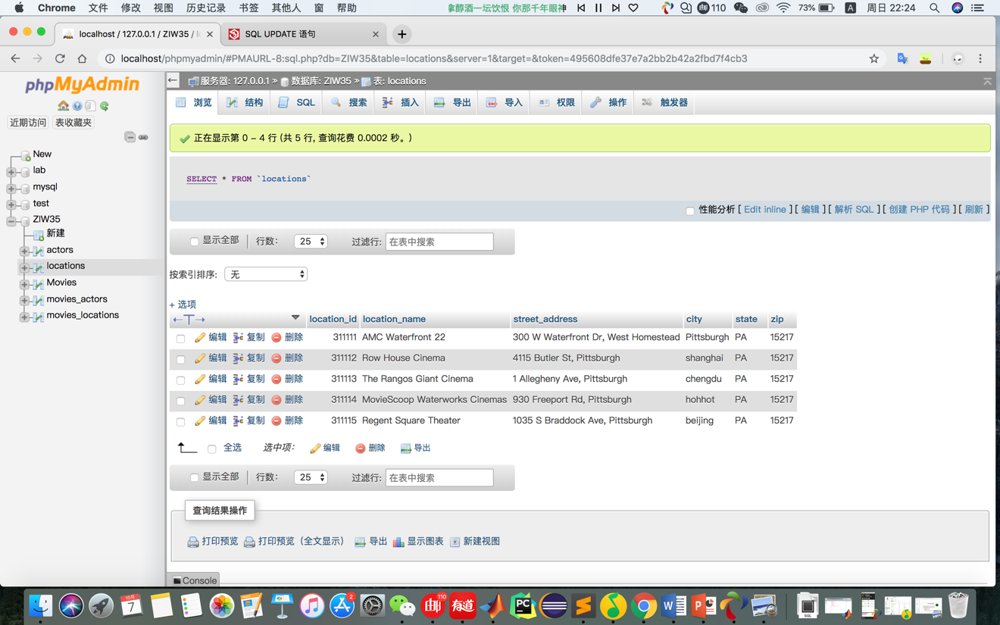 Chrome 文件 修改 视图 历史记录 书签 其他人 窗 帮助 拿醇酒一坛饮恨 你那千年眼神 110 73% A 周日 22:24
localhost / 127.0.0.1 / ZIW35 / l SQL UPDATE 语句
localhost/phpmyadmin/#PMAURL-8:sql.php?db=ZIW35&table=locations&server=1&target=&token=495608dfe37e7a2bb2b42a2fbd7f4cb3
phpMyAdmin
近期访问 表收藏夹
New
lab
mysql
test
ZIW35
新建
actors
locations
Movies
movies_actors
movies_locations
服务器: 127.0.0.1 » 数据库: ZIW35 » 表: locations
浏览 结构 SQL 搜索 插入 导出 导入 权限 操作 触发器
正在显示第 0 - 4 行 (共 5 行, 查询花费 0.0002 秒。)
SELECT * FROM `locations`
性能分析 [ Edit inline ] [ 编辑 ] [ 解析 SQL ] [ 创建 PHP 代码 ] [ 刷新 ]
显示全部 行数: 25 过滤行: 在表中搜索
按索引排序: 无
+ 选项
←T→ location_id location_name street_address city state zip
编辑 复制 删除 311111 AMC Waterfront 22 300 W Waterfront Dr, West Homestead Pittsburgh PA 15217
编辑 复制 删除 311112 Row House Cinema 4115 Butler St, Pittsburgh shanghai PA 15217
编辑 复制 删除 311113 The Rangos Giant Cinema 1 Allegheny Ave, Pittsburgh chengdu PA 15217
编辑 复制 删除 311114 MovieScoop Waterworks Cinemas 930 Freeport Rd, Pittsburgh hohhot PA 15217
编辑 复制 删除 311115 Regent Square Theater 1035 S Braddock Ave, Pittsburgh beijing PA 15217
全选 选中项: 编辑 删除 导出
显示全部 行数: 25 过滤行: 在表中搜索
查询结果操作
打印预览 打印预览 (全文显示) 导出 显示图表 新建视图
Console
10月 7 2 110 有道 PC W P SQL